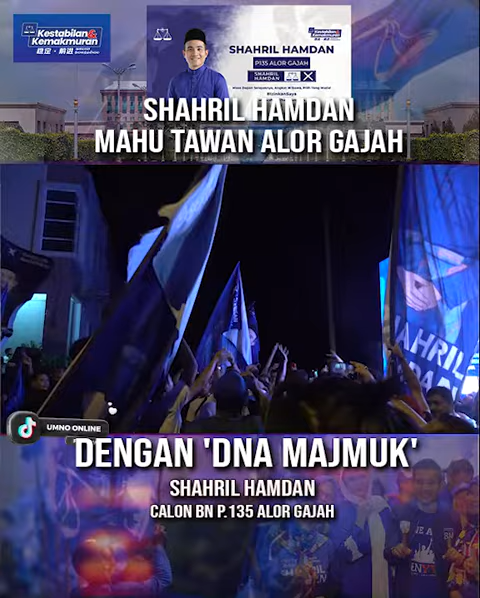 Kestabilan &
Kemakmuran
SHAHRIL HAMDAN
P135 ALOR GAJAH
SHAHRIL
HAMDAN
X
SHAHRIL HAMDAN
MAHU TAWAN ALOR GAJAH
AHRIL
UMNO ONLINE
DENGAN 'DNA MAJMUK'
SHAHRIL HAMDAN
CALON BN P.135 ALOR GAJAH